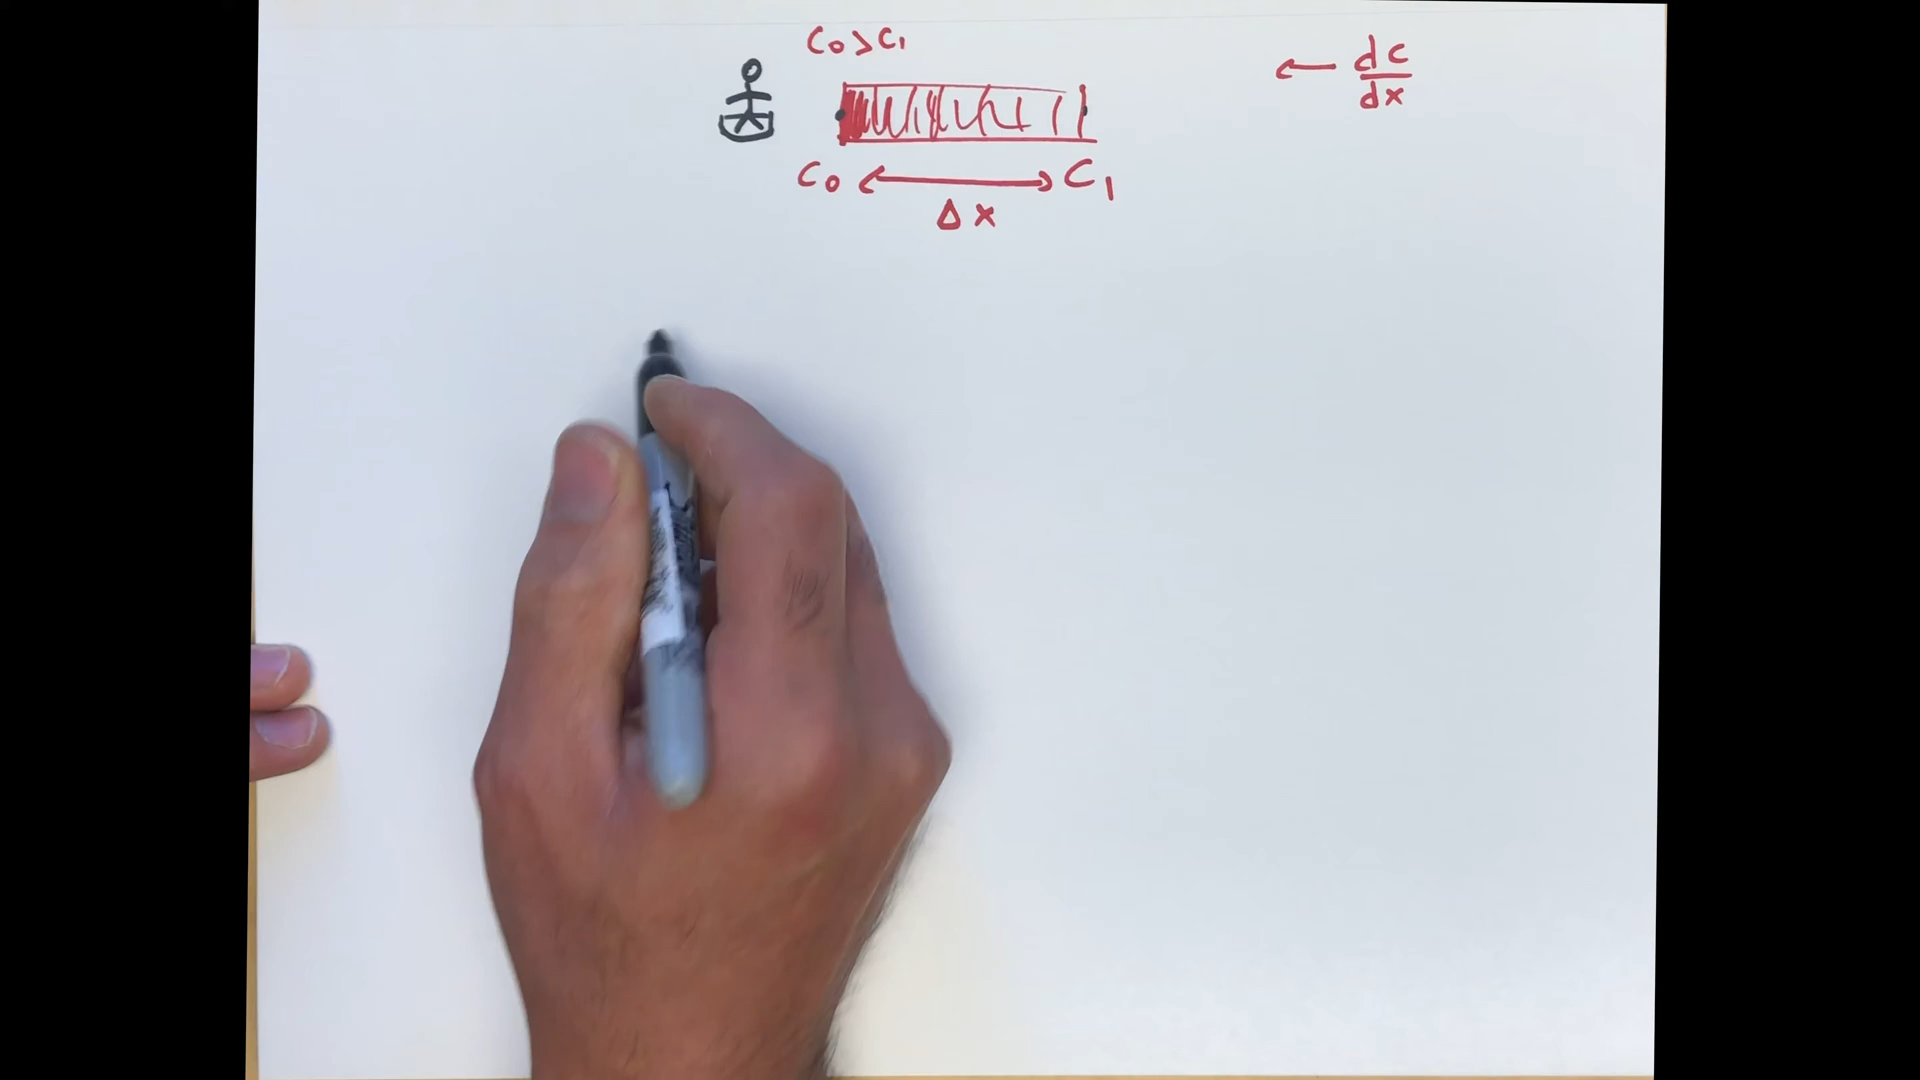 C₀ > C₁
← dc
dx
C₀ ↔ C₁
Δx